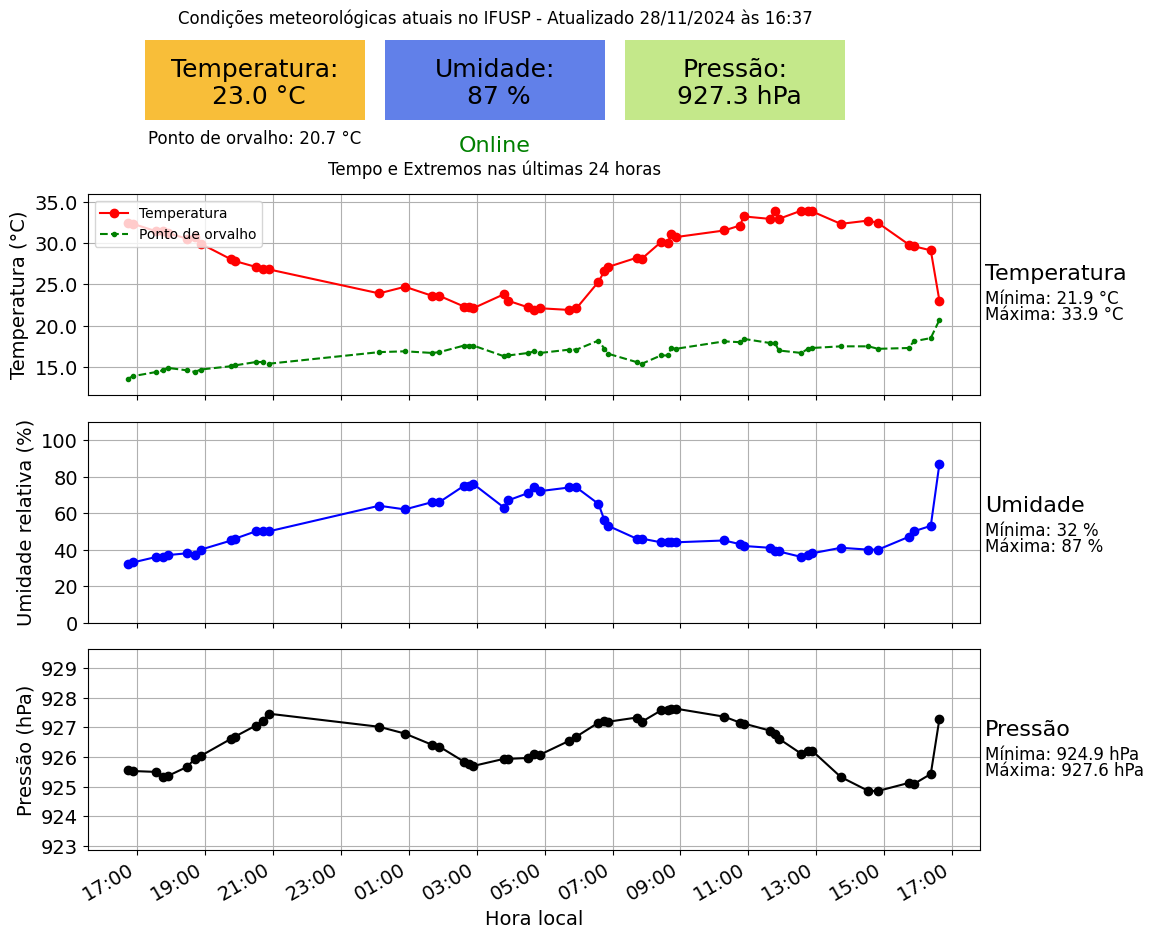 Condições meteorológicas atuais no IFUSP - Atualizado 28/11/2024 às 16:37
Temperatura:
23.0 °C
Umidade:
87 %
Pressão:
927.3 hPa
Ponto de orvalho: 20.7 °C
Online
Tempo e Extremos nas últimas 24 horas
Temperatura (°C)
35.0
30.0
25.0
20.0
15.0
Temperatura
Ponto de orvalho
Temperatura
Mínima: 21.9 °C
Máxima: 33.9 °C
Umidade relativa (%)
100
80
60
40
20
0
Umidade
Mínima: 32 %
Máxima: 87 %
Pressão (hPa)
929
928
927
926
925
924
923
Pressão
Mínima: 924.9 hPa
Máxima: 927.6 hPa
17:00 19:00 21:00 23:00 01:00 03:00 05:00 07:00 09:00 11:00 13:00 15:00 17:00
Hora local